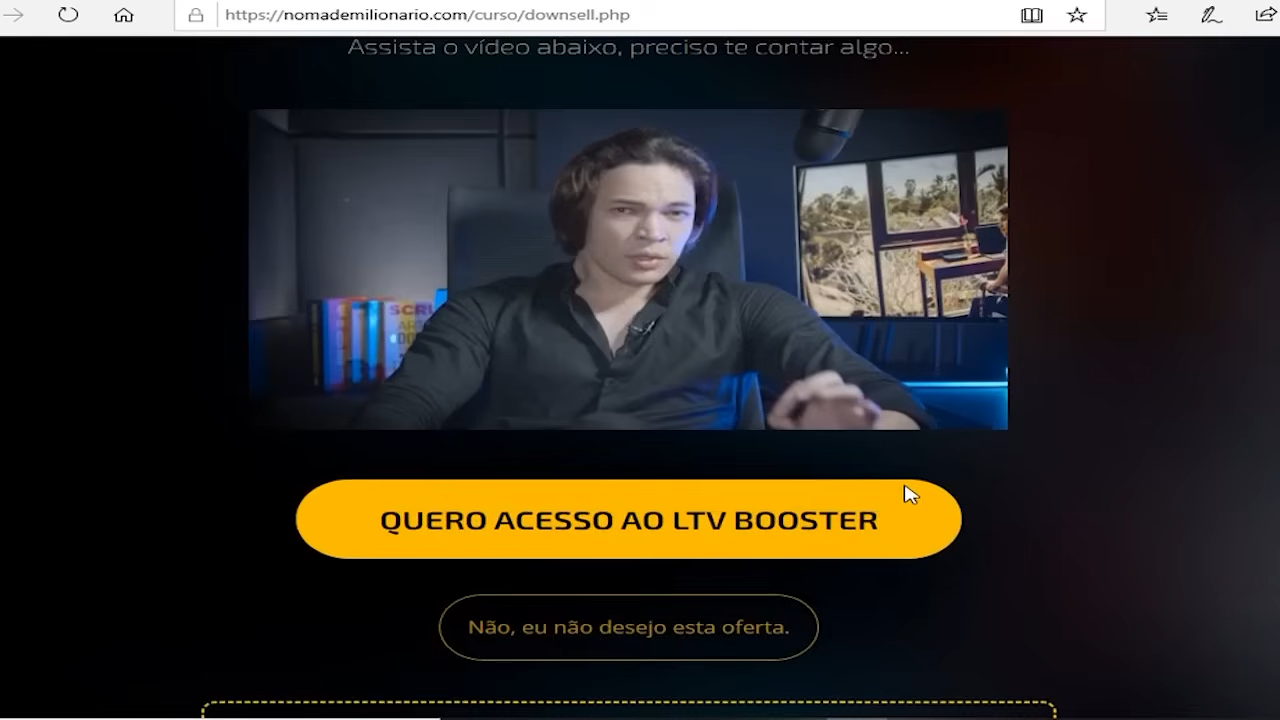 https://nomademilionario.com/curso/downsell.php
Assista o vídeo abaixo, preciso te contar algo...
QUERO ACESSO AO LTV BOOSTER
Não, eu não desejo esta oferta.